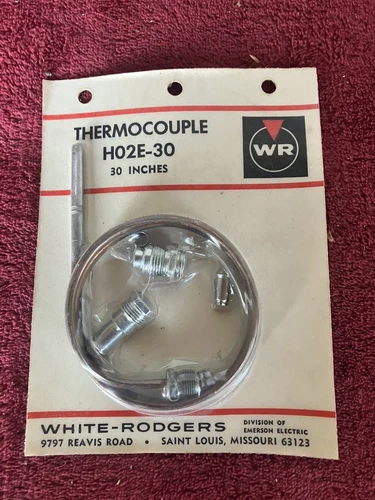 THERMOCOUPLE
H02E-30
30 INCHES
WR
WHITE-RODGERS DIVISION OF
EMERSON ELECTRIC
9797 REAVIS ROAD • SAINT LOUIS, MISSOURI 63123